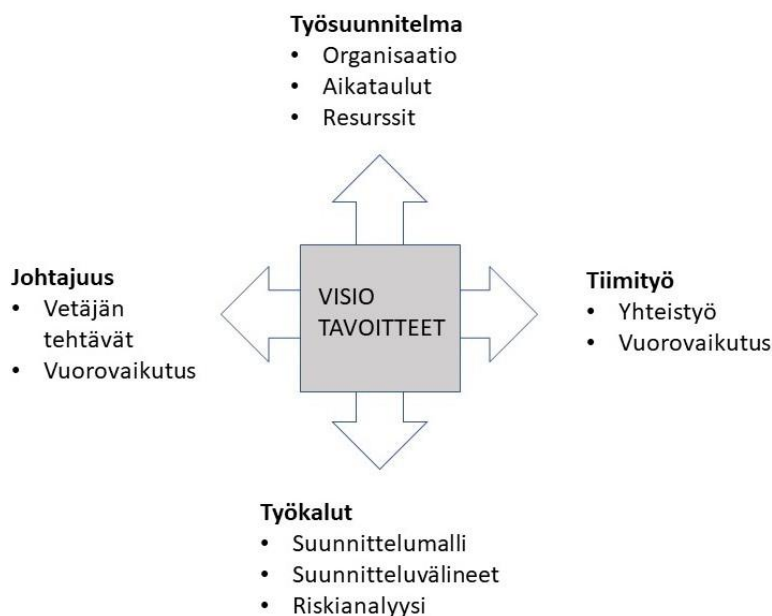 Työsuunnitelma
• Organisaatio
• Aikataulut
• Resurssit
Johtajuus
• Vetäjän
tehtävät
• Vuorovaikutus
VISIO
TAVOITTEET
Tiimityö
• Yhteistyö
• Vuorovaikutus
Työkalut
• Suunnittelumalli
• Suunnitteluvälineet
• Riskianalyysi